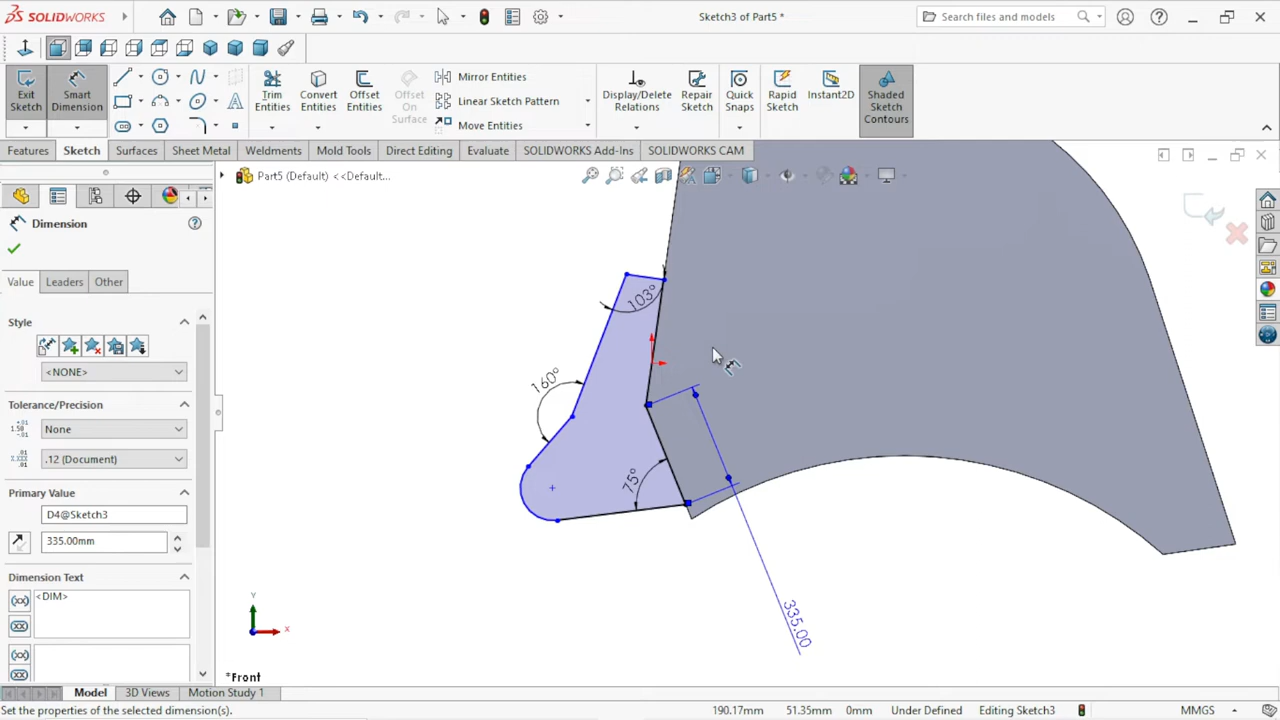 SOLIDWORKS
Sketch3 of Part5 *
Search files and models
Exit Sketch
Smart Dimension
Trim Entities
Convert Entities
Offset Entities
Offset On Surface
Mirror Entities
Linear Sketch Pattern
Move Entities
Display/Delete Relations
Repair Sketch
Quick Snaps
Rapid Sketch
Instant2D
Shaded Sketch Contours
Features
Sketch
Surfaces
Sheet Metal
Weldments
Mold Tools
Direct Editing
Evaluate
SOLIDWORKS Add-Ins
SOLIDWORKS CAM
Part5 (Default) <<Default...
Dimension
Value
Leaders
Other
Style
<NONE>
Tolerance/Precision
None
.12 (Document)
Primary Value
D4@Sketch3
335.00mm
Dimension Text
<DIM>
103°
160°
75°
335.00
Y
X
*Front
Model
3D Views
Motion Study 1
Set the properties of the selected dimension(s).
190.17mm
51.35mm
0mm
Under Defined
Editing Sketch3
MMGS